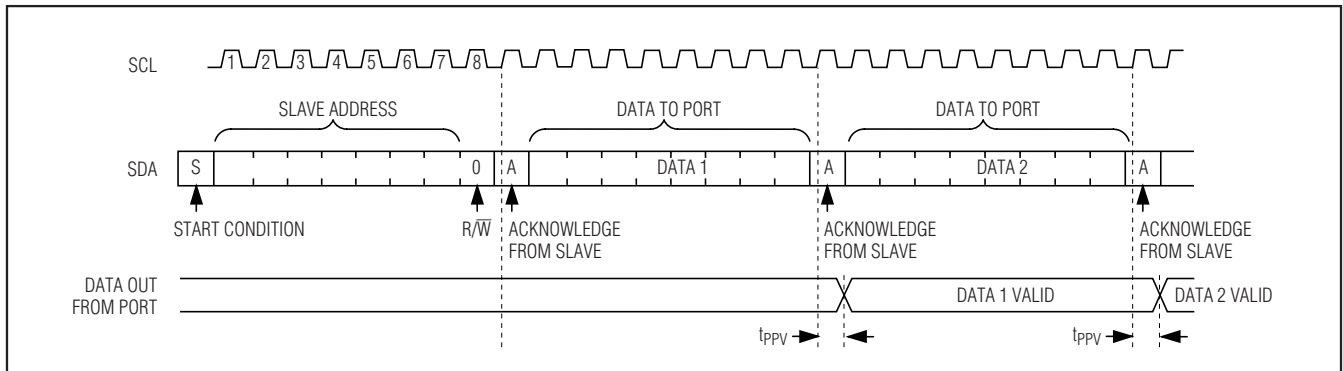 SCL 1 2 3 4 5 6 7 8
SLAVE ADDRESS DATA TO PORT DATA TO PORT
SDA S 0 A DATA 1 A DATA 2 A
START CONDITION R/W̅ ACKNOWLEDGE ACKNOWLEDGE ACKNOWLEDGE
FROM SLAVE FROM SLAVE FROM SLAVE
DATA OUT
FROM PORT DATA 1 VALID DATA 2 VALID
tPPV tPPV